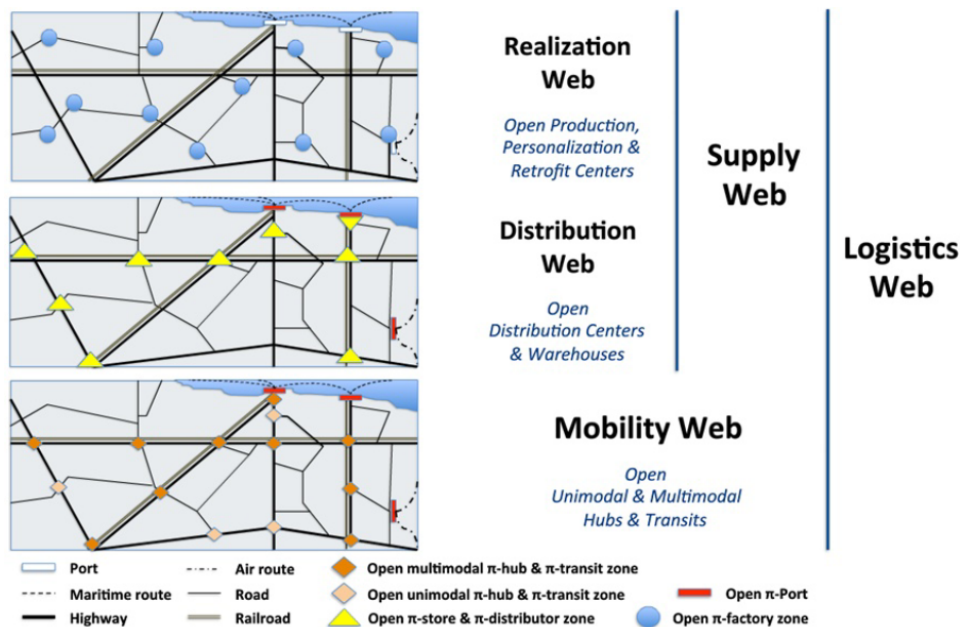 Realization
Web
Open Production,
Personalization &
Retrofit Centers
Supply
Web
Distribution
Web
Open
Distribution Centers
& Warehouses
Logistics
Web
Mobility Web
Open
Unimodal & Multimodal
Hubs & Transits
Port
Air route
Open multimodal π-hub & π-transit zone
Maritime route
Road
Open unimodal π-hub & π-transit zone
Open π-Port
Highway
Railroad
Open π-store & π-distributor zone
Open π-factory zone